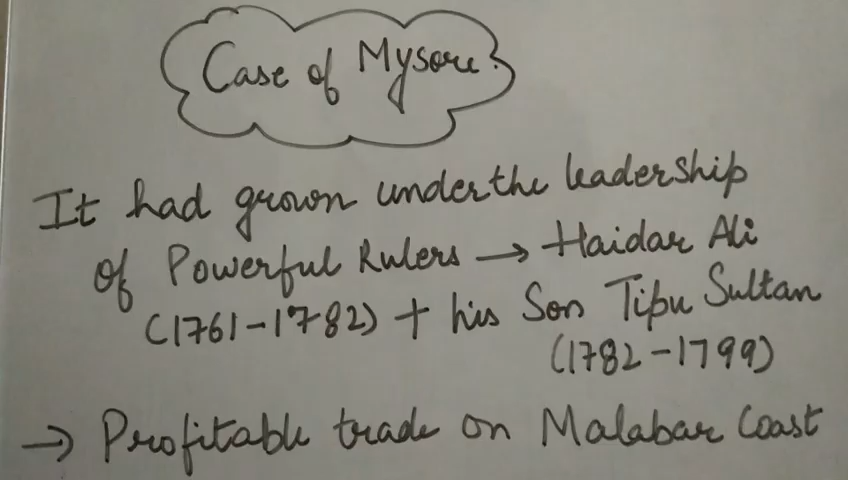 Case of Mysore.
It had grown under the leadership
of Powerful Rulers → Haidar Ali
(1761-1782) + his Son Tipu Sultan
(1782-1799)
→ Profitable trade on Malabar Coast